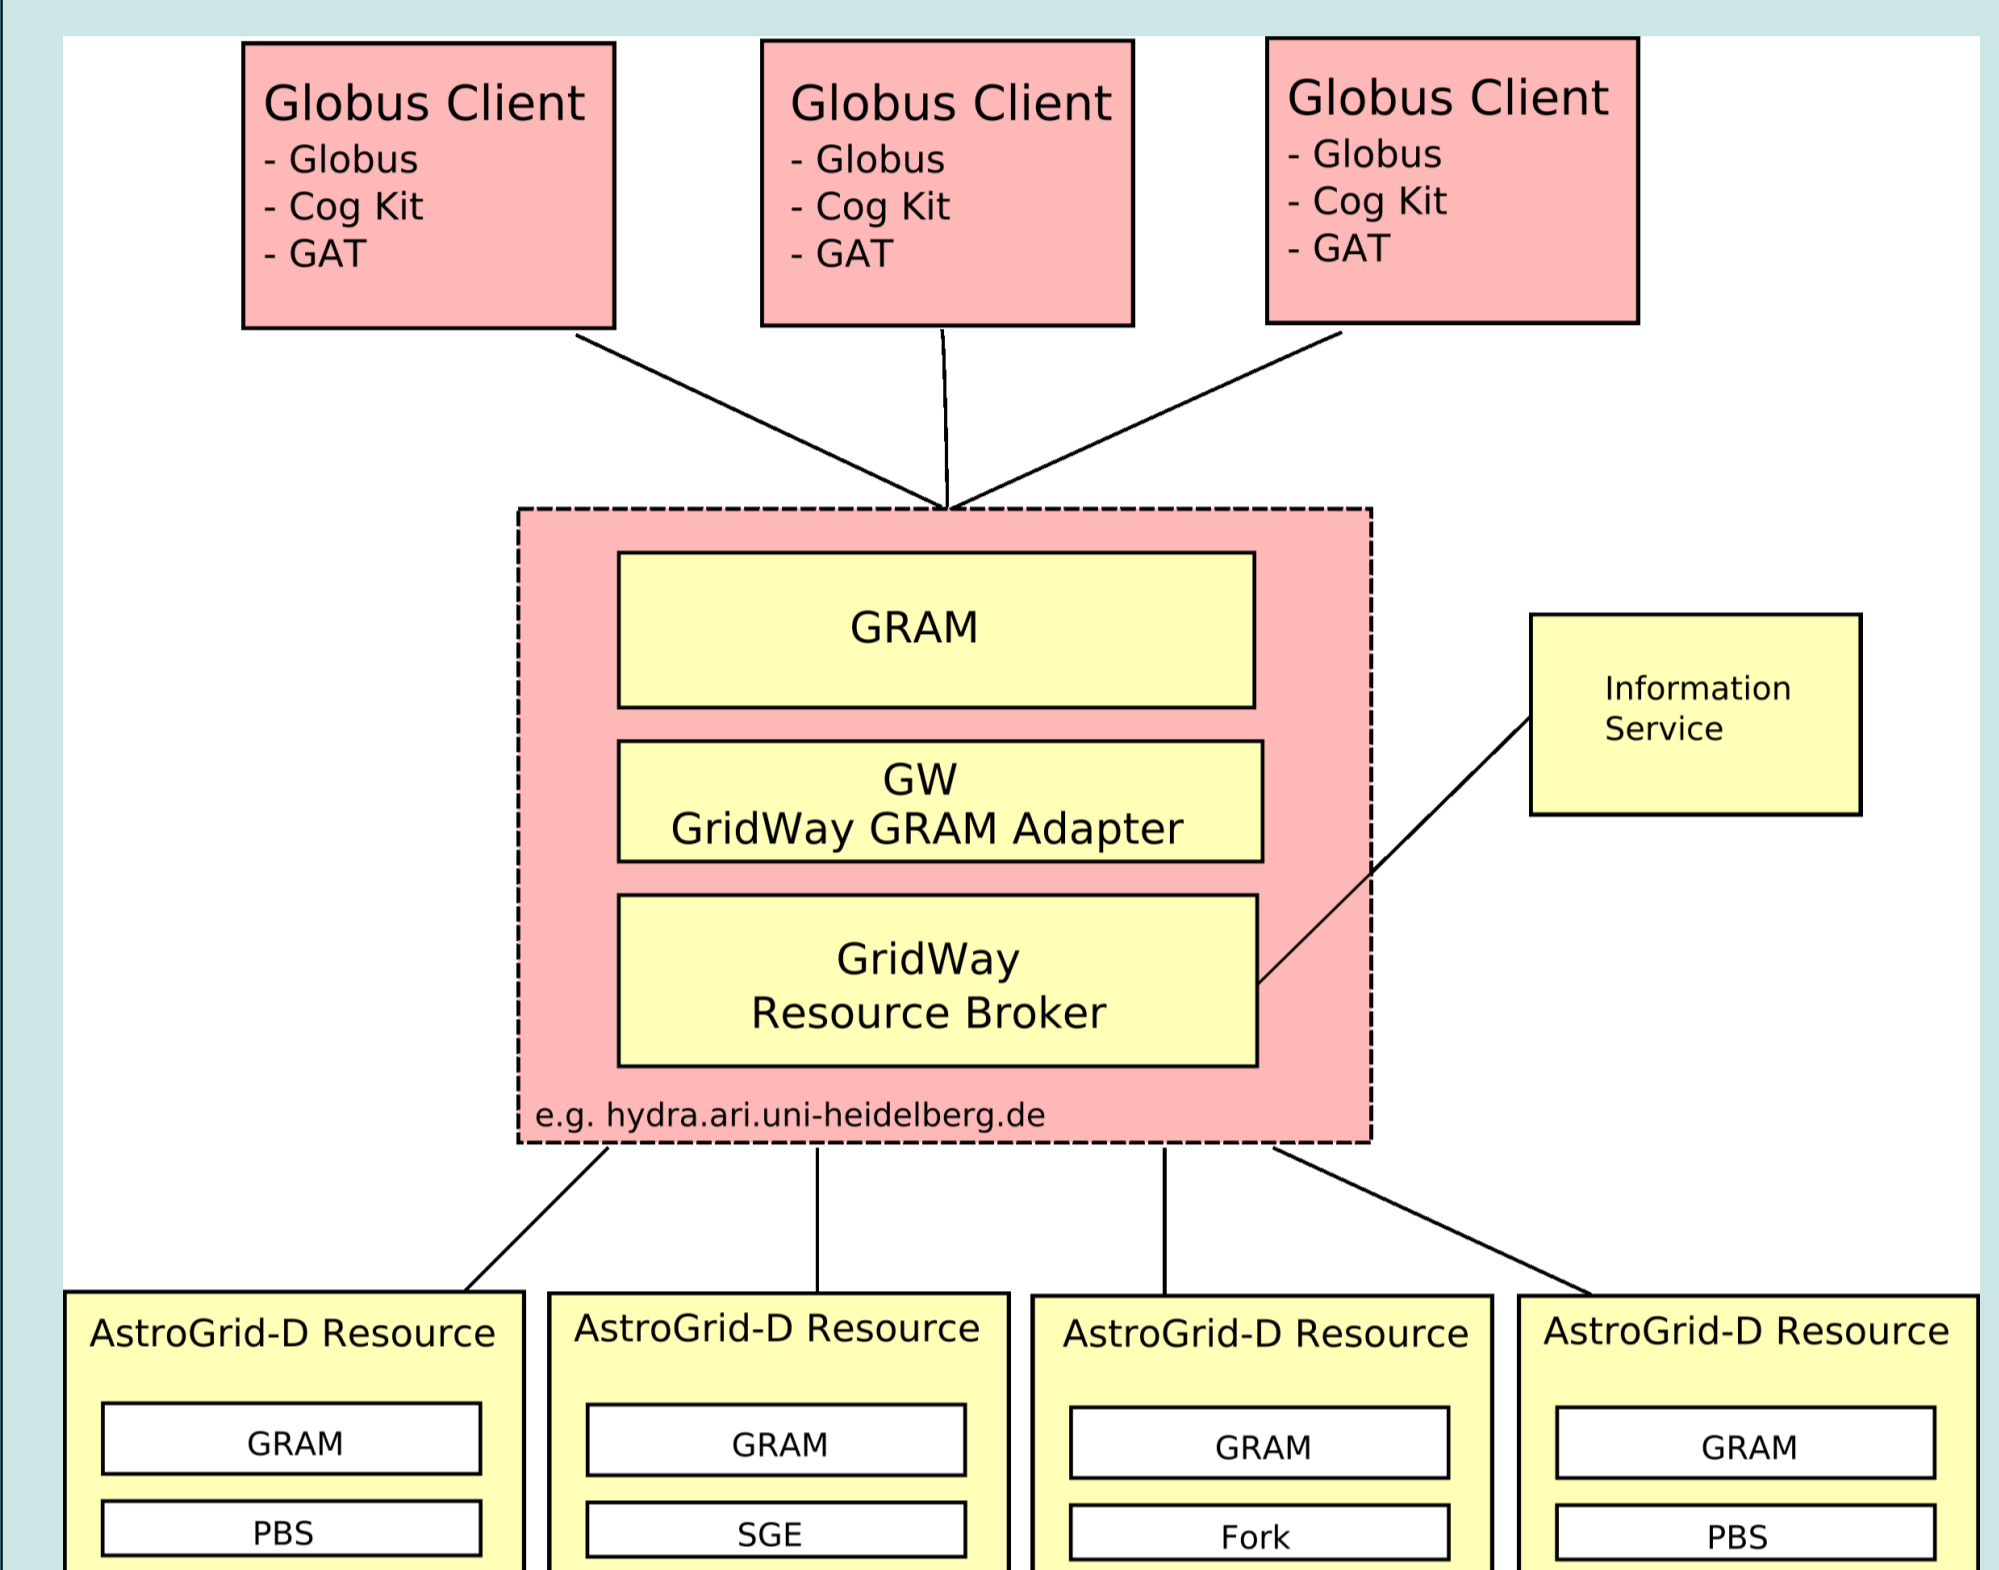 Globus Client
- Globus
- Cog Kit
- GAT
Globus Client
- Globus
- Cog Kit
- GAT
Globus Client
- Globus
- Cog Kit
- GAT
GRAM
GW
GridWay GRAM Adapter
GridWay
Resource Broker
e.g. hydra.ari.uni-heidelberg.de
Information
Service
AstroGrid-D Resource
GRAM
PBS
AstroGrid-D Resource
GRAM
SGE
AstroGrid-D Resource
GRAM
Fork
AstroGrid-D Resource
GRAM
PBS